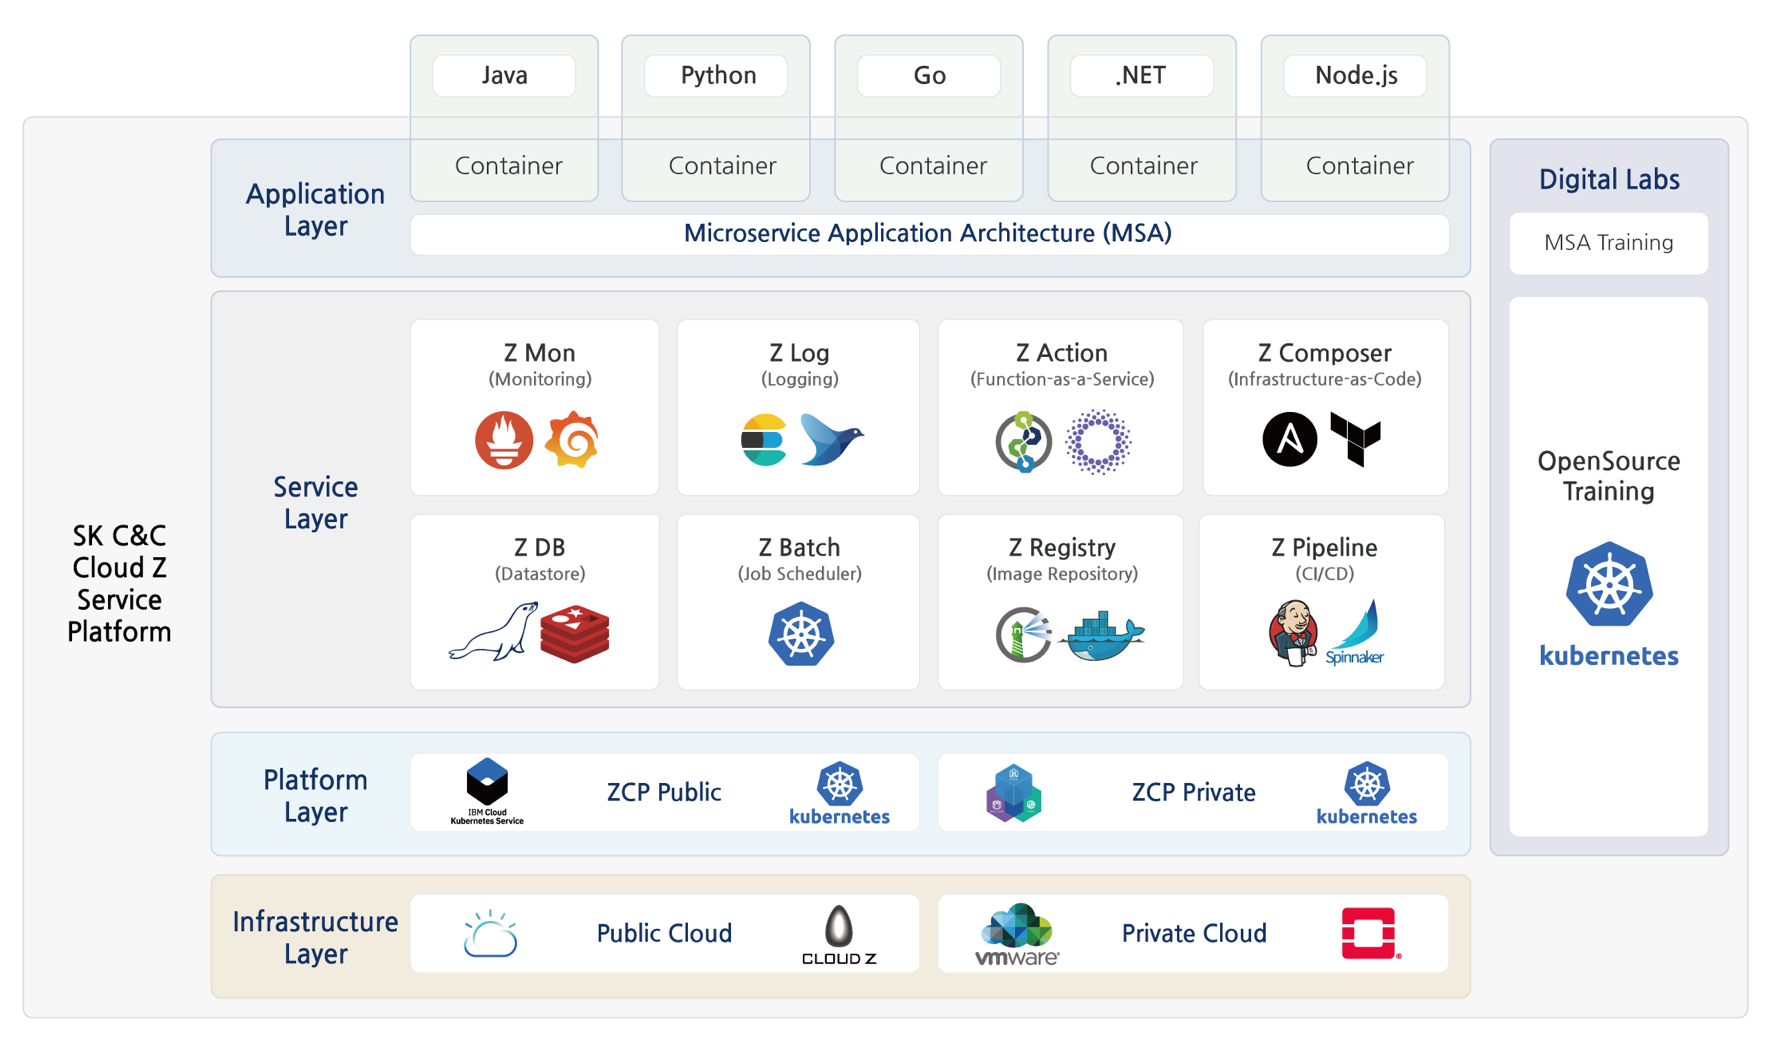 Java
Python
Go
.NET
Node.js
Container
Container
Container
Container
Container
Application
Layer
Microservice Application Architecture (MSA)
Digital Labs
MSA Training
OpenSource
Training
kubernetes
SK C&C
Cloud Z
Service
Platform
Service
Layer
Z Mon
(Monitoring)
Z Log
(Logging)
Z Action
(Function-as-a-Service)
Z Composer
(Infrastructure-as-Code)
Z DB
(Datastore)
Z Batch
(Job Scheduler)
Z Registry
(Image Repository)
Z Pipeline
(CI/CD)
Spinnaker
Platform
Layer
IBM Cloud
Kubernetes Service
ZCP Public
kubernetes
ZCP Private
kubernetes
Infrastructure
Layer
Public Cloud
CLOUD Z
vmware®
Private Cloud
®